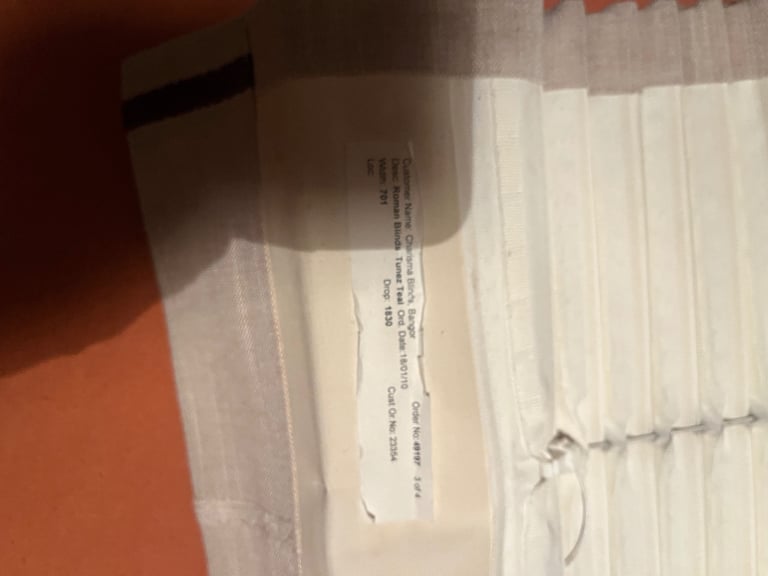 Customer Name: Charisma Blinds, Bangor Order No: 49197 3 of 4
Desc: Roman Blinds Tunez Teal Ord. Date: 18/01/10
Width: 701 Drop: 1830 Cust Or.No: 23354
Loc: